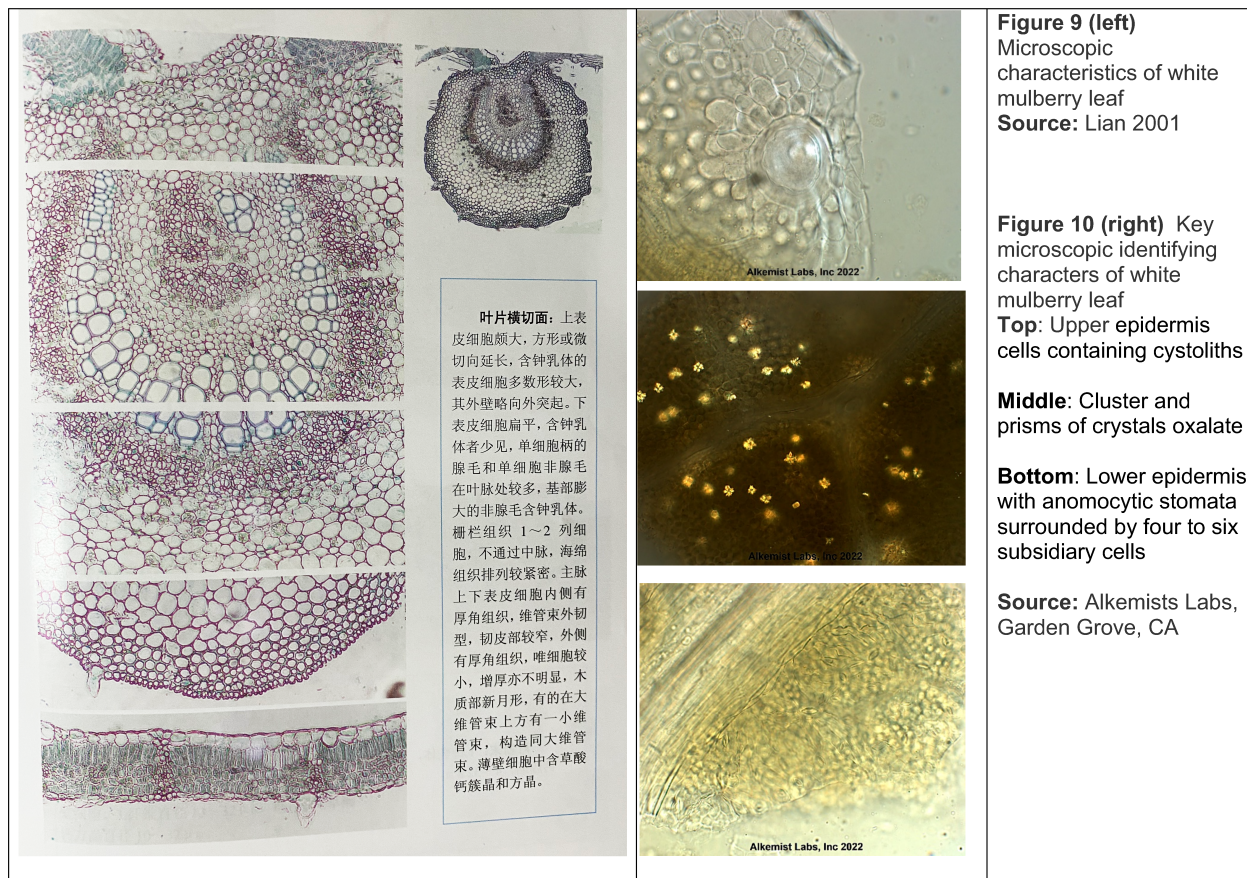 叶片横切面：上表
皮细胞颇大，方形或微
切向延长，含钟乳体的
表皮细胞多数形较大，
其外壁略向外突起。下
表皮细胞扁平，含钟乳
体者少见，单细胞柄的
腺毛和单细胞非腺毛
在叶脉处较多，基部膨
大的非腺毛含钟乳体。
栅栏组织 1～2 列细
胞，不通过中脉，海绵
组织排列较紧密。主脉
上下表皮细胞内侧有
厚角组织，维管束外韧
型，韧皮部较窄，外侧
有厚角组织，唯细胞较
小，增厚亦不明显，木
质部新月形，有的在大
维管束上方有一小维
管束，构造同大维管
束。薄壁细胞中含草酸
钙簇晶和方晶。
Alkemist Labs, Inc 2022
Alkemist Labs, Inc 2022
Alkemist Labs, Inc 2022
Figure 9 (left)
Microscopic
characteristics of white
mulberry leaf
Source: Lian 2001
Figure 10 (right) Key
microscopic identifying
characters of white
mulberry leaf
Top: Upper epidermis
cells containing cystoliths
Middle: Cluster and
prisms of crystals oxalate
Bottom: Lower epidermis
with anomocytic stomata
surrounded by four to six
subsidiary cells
Source: Alkemists Labs,
Garden Grove, CA